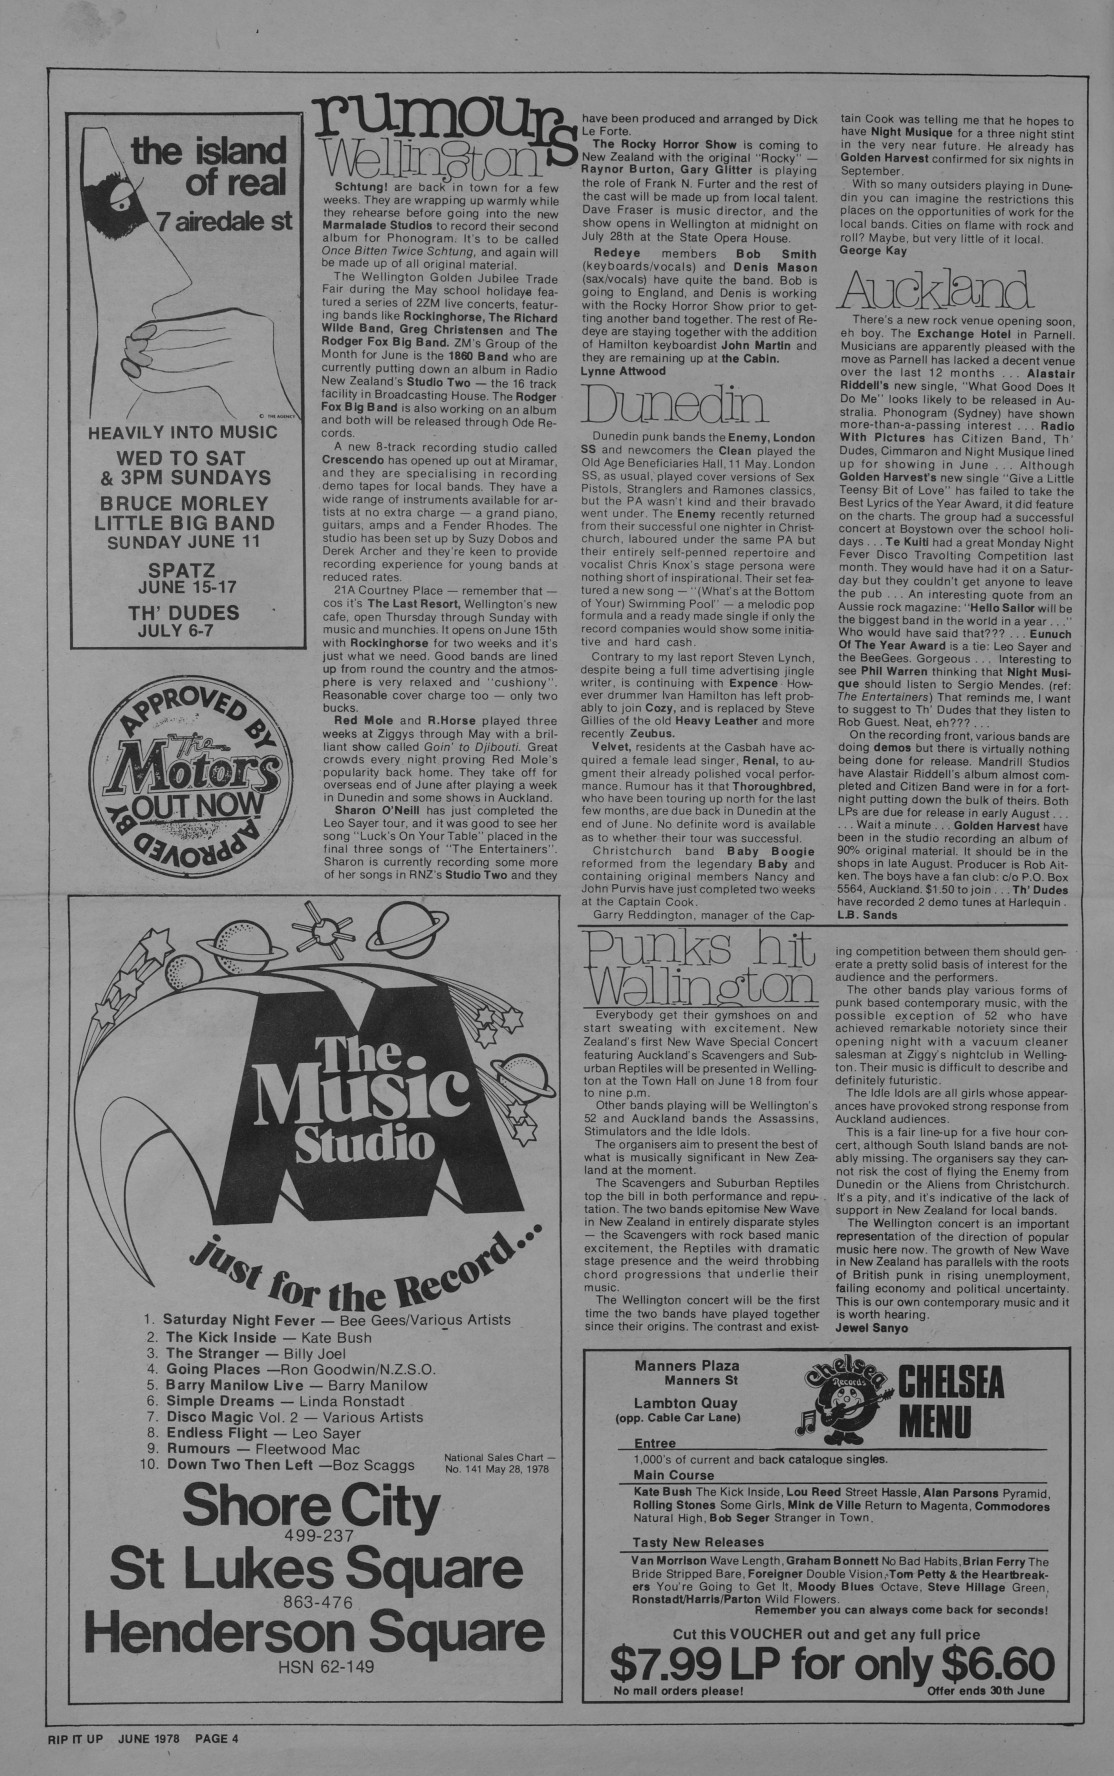 the island
of real
7 airedale st
© THE AGENCY
HEAVILY INTO MUSIC
WED TO SAT
& 3PM SUNDAYS
BRUCE MORLEY
LITTLE BIG BAND
SUNDAY JUNE 11
SPATZ
JUNE 15-17
TH' DUDES
JULY 6-7
APPROVED BY
The
Motors
OUT NOW
APPROVED BY
rumours
Wellington
Schtung! are back in town for a few
weeks. They are wrapping up warmly while
they rehearse before going into the new
Marmalade Studios to record their second
album for Phonogram. It's to be called
Once Bitten Twice Schtung, and again will
be made up of all original material.
The Wellington Golden Jubilee Trade
Fair during the May school holidaye fea-
tured a series of 2ZM live concerts, featur-
ing bands like Rockinghorse, The Richard
Wilde Band, Greg Christensen and The
Rodger Fox Big Band. ZM's Group of the
Month for June is the 1860 Band who are
currently putting down an album in Radio
New Zealand's Studio Two — the 16 track
facility in Broadcasting House. The Rodger
Fox Big Band is also working on an album
and both will be released through Ode Re-
cords.
A new 8-track recording studio called
Crescendo has opened up out at Miramar,
and they are specialising in recording
demo tapes for local bands. They have a
wide range of instruments available for ar-
tists at no extra charge — a grand piano,
guitars, amps and a Fender Rhodes. The
studio has been set up by Suzy Dobos and
Derek Archer and they're keen to provide
recording experience for young bands at
reduced rates.
21A Courtney Place — remember that —
cos it's The Last Resort, Wellington's new
cafe, open Thursday through Sunday with
music and munchies. It opens on June 15th
with Rockinghorse for two weeks and it's
just what we need. Good bands are lined
up from round the country and the atmos-
phere is very relaxed and "cushiony".
Reasonable cover charge too — only two
bucks.
Red Mole and R.Horse played three
weeks at Ziggys through May with a bril-
liant show called Goin' to Djibouti. Great
crowds every night proving Red Mole's
popularity back home. They take off for
overseas end of June after playing a week
in Dunedin and some shows in Auckland.
Sharon O'Neill has just completed the
Leo Sayer tour, and it was good to see her
song "Luck's On Your Table" placed in the
final three songs of "The Entertainers".
Sharon is currently recording some more
of her songs in RNZ's Studio Two and they
have been produced and arranged by Dick
Le Forte.
The Rocky Horror Show is coming to
New Zealand with the original "Rocky" —
Raynor Burton, Gary Glitter is playing
the role of Frank N. Furter and the rest of
the cast will be made up from local talent.
Dave Fraser is music director, and the
show opens in Wellington at midnight on
July 28th at the State Opera House.
Redeye members Bob Smith
(keyboards/vocals) and Denis Mason
(sax/vocals) have quite the band. Bob is
going to England, and Denis is working
with the Rocky Horror Show prior to get-
ting another band together. The rest of Re-
deye are staying together with the addition
of Hamilton keyboardist John Martin and
they are remaining up at the Cabin.
Lynne Attwood
Dunedin
Dunedin punk bands the Enemy, London
SS and newcomers the Clean played the
Old Age Beneficiaries Hall, 11 May. London
SS, as usual, played cover versions of Sex
Pistols, Stranglers and Ramones classics,
but the PA wasn't kind and their bravado
went under. The Enemy recently returned
from their successful one nighter in Christ-
church, laboured under the same PA but
their entirely self-penned repertoire and
vocalist Chris Knox's stage persona were
nothing short of inspirational. Their set fea-
tured a new song — "(What's at the Bottom
of Your) Swimming Pool" — a melodic pop
formula and a ready made single if only the
record companies would show some initia-
tive and hard cash.
Contrary to my last report Steven Lynch,
despite being a full time advertising jingle
writer, is continuing with Expence. How-
ever drummer Ivan Hamilton has left prob-
ably to join Cozy, and is replaced by Steve
Gillies of the old Heavy Leather and more
recently Zeubus.
Velvet, residents at the Casbah have ac-
quired a female lead singer, Renal, to au-
gment their already polished vocal perfor-
mance. Rumour has it that Thoroughbred,
who have been touring up north for the last
few months, are due back in Dunedin at the
end of June. No definite word is available
as to whether their tour was successful.
Christchurch band Baby Boogie
reformed from the legendary Baby and
containing original members Nancy and
John Purvis have just completed two weeks
at the Captain Cook.
Garry Reddington, manager of the Cap-
tain Cook was telling me that he hopes to
have Night Musique for a three night stint
in the very near future. He already has
Golden Harvest confirmed for six nights in
September.
With so many outsiders playing in Dune-
din you can imagine the restrictions this
places on the opportunities of work for the
local bands. Cities on flame with rock and
roll? Maybe, but very little of it local.
George Kay
Auckland
There's a new rock venue opening soon,
eh boy. The Exchange Hotel in Parnell.
Musicians are apparently pleased with the
move as Parnell has lacked a decent venue
over the last 12 months ... Alastair
Riddell's new single, "What Good Does It
Do Me" looks likely to be released in Au-
stralia. Phonogram (Sydney) have shown
more-than-a-passing interest ... Radio
With Pictures has Citizen Band, Th'
Dudes, Cimmaron and Night Musique lined
up for showing in June ... Although
Golden Harvest's new single "Give a Little
Teensy Bit of Love" has failed to take the
Best Lyrics of the Year Award, it did feature
on the charts. The group had a successful
concert at Boystown over the school holi-
days ... Te Kuiti had a great Monday Night
Fever Disco Travolting Competition last
month. They would have had it on a Satur-
day but they couldn't get anyone to leave
the pub ... An interesting quote from an
Aussie rock magazine: "Hello Sailor will be
the biggest band in the world in a year ..."
Who would have said that??? ... Eunuch
Of The Year Award is a tie: Leo Sayer and
the BeeGees. Gorgeous ... Interesting to
see Phil Warren thinking that Night Musi-
que should listen to Sergio Mendes. (ref:
The Entertainers) That reminds me, I want
to suggest to Th' Dudes that they listen to
Rob Guest. Neat, eh??? ...
On the recording front, various bands are
doing demos but there is virtually nothing
being done for release. Mandrill Studios
have Alastair Riddell's album almost com-
pleted and Citizen Band were in for a fort-
night putting down the bulk of theirs. Both
LPs are due for release in early August ...
... Wait a minute ... Golden Harvest have
been in the studio recording an album of
90% original material. It should be in the
shops in late August. Producer is Rob Ait-
ken. The boys have a fan club: c/o P.O. Box
5564, Auckland. $1.50 to join ... Th' Dudes
have recorded 2 demo tunes at Harlequin.
L.B. Sands
The
Music
Studio
just for the Record...
1. Saturday Night Fever — Bee Gees/Various Artists
2. The Kick Inside — Kate Bush
3. The Stranger — Billy Joel
4. Going Places —Ron Goodwin/N.Z.S.O.
5. Barry Manilow Live — Barry Manilow
6. Simple Dreams — Linda Ronstadt
7. Disco Magic Vol. 2 — Various Artists
8. Endless Flight — Leo Sayer
9. Rumours — Fleetwood Mac
10. Down Two Then Left —Boz Scaggs
National Sales Chart —
No. 141 May 28, 1978
Shore City
499-237
St Lukes Square
863-476
Henderson Square
HSN 62-149
Punks hit
Wellington
Everybody get their gymshoes on and
start sweating with excitement. New
Zealand's first New Wave Special Concert
featuring Auckland's Scavengers and Sub-
urban Reptiles will be presented in Welling-
ton at the Town Hall on June 18 from four
to nine p.m.
Other bands playing will be Wellington's
52 and Auckland bands the Assassins,
Stimulators and the Idle Idols.
The organisers aim to present the best of
what is musically significant in New Zea-
land at the moment.
The Scavengers and Suburban Reptiles
top the bill in both performance and repu-
tation. The two bands epitomise New Wave
in New Zealand in entirely disparate styles
— the Scavengers with rock based manic
excitement, the Reptiles with dramatic
stage presence and the weird throbbing
chord progressions that underlie their
music.
The Wellington concert will be the first
time the two bands have played together
since their origins. The contrast and exist-
ing competition between them should gen-
erate a pretty solid basis of interest for the
audience and the performers.
The other bands play various forms of
punk based contemporary music, with the
possible exception of 52 who have
achieved remarkable notoriety since their
opening night with a vacuum cleaner
salesman at Ziggy's nightclub in Welling-
ton. Their music is difficult to describe and
definitely futuristic.
The Idle Idols are all girls whose appear-
ances have provoked strong response from
Auckland audiences.
This is a fair line-up for a five hour con-
cert, although South Island bands are not-
ably missing. The organisers say they can-
not risk the cost of flying the Enemy from
Dunedin or the Aliens from Christchurch.
It's a pity, and it's indicative of the lack of
support in New Zealand for local bands.
The Wellington concert is an important
representation of the direction of popular
music here now. The growth of New Wave
in New Zealand has parallels with the roots
of British punk in rising unemployment,
failing economy and political uncertainty.
This is our own contemporary music and it
is worth hearing.
Jewel Sanyo
Manners Plaza
Manners St
Lambton Quay
(opp. Cable Car Lane)
Chelsea
Records
CHELSEA
MENU
Entree
1,000's of current and back catalogue singles.
Main Course
Kate Bush The Kick Inside, Lou Reed Street Hassle, Alan Parsons Pyramid,
Rolling Stones Some Girls, Mink de Ville Return to Magenta, Commodores
Natural High, Bob Seger Stranger in Town.
Tasty New Releases
Van Morrison Wave Length, Graham Bonnett No Bad Habits, Brian Ferry The
Bride Stripped Bare, Foreigner Double Vision, Tom Petty & the Heartbreak-
ers You're Going to Get It, Moody Blues Octave, Steve Hillage Green,
Ronstadt/Harris/Parton Wild Flowers.
Remember you can always come back for seconds!
Cut this VOUCHER out and get any full price
$7.99 LP for only $6.60
No mail orders please!
Offer ends 30th June
RIP IT UP JUNE 1978 PAGE 4